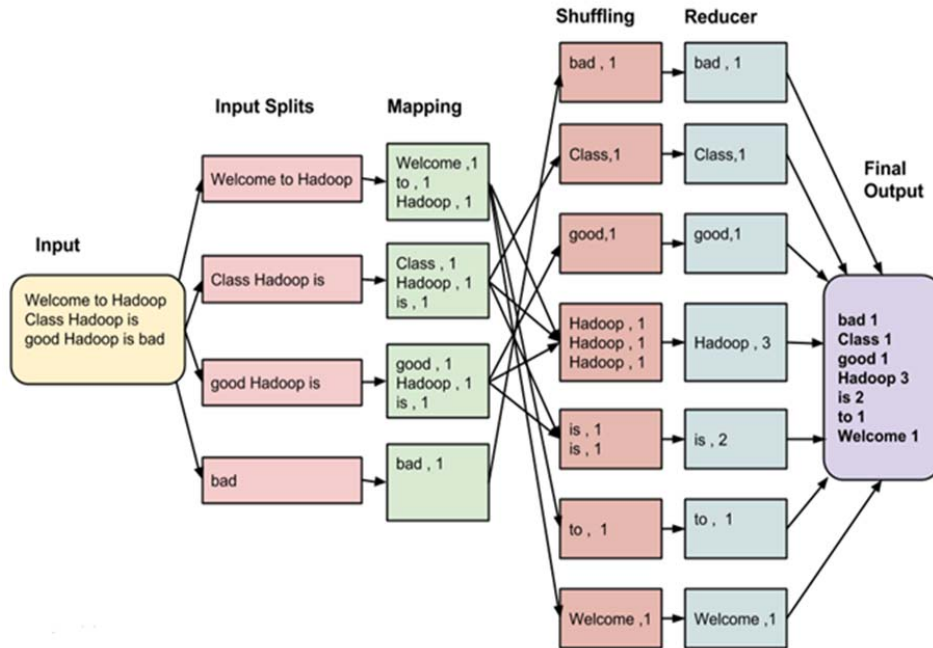 Shuffling
Reducer
bad , 1
bad , 1
Input Splits
Mapping
Class,1
Class,1
Final
Output
Welcome to Hadoop
Welcome ,1
to , 1
Hadoop , 1
Input
good,1
good,1
Welcome to Hadoop
Class Hadoop is
good Hadoop is bad
Class Hadoop is
Class , 1
Hadoop , 1
is , 1
Hadoop , 1
Hadoop , 1
Hadoop , 1
Hadoop , 3
bad 1
Class 1
good 1
Hadoop 3
is 2
to 1
Welcome 1
good Hadoop is
good , 1
Hadoop , 1
is , 1
is , 1
is , 1
is , 2
bad
bad , 1
to , 1
to , 1
Welcome ,1
Welcome ,1